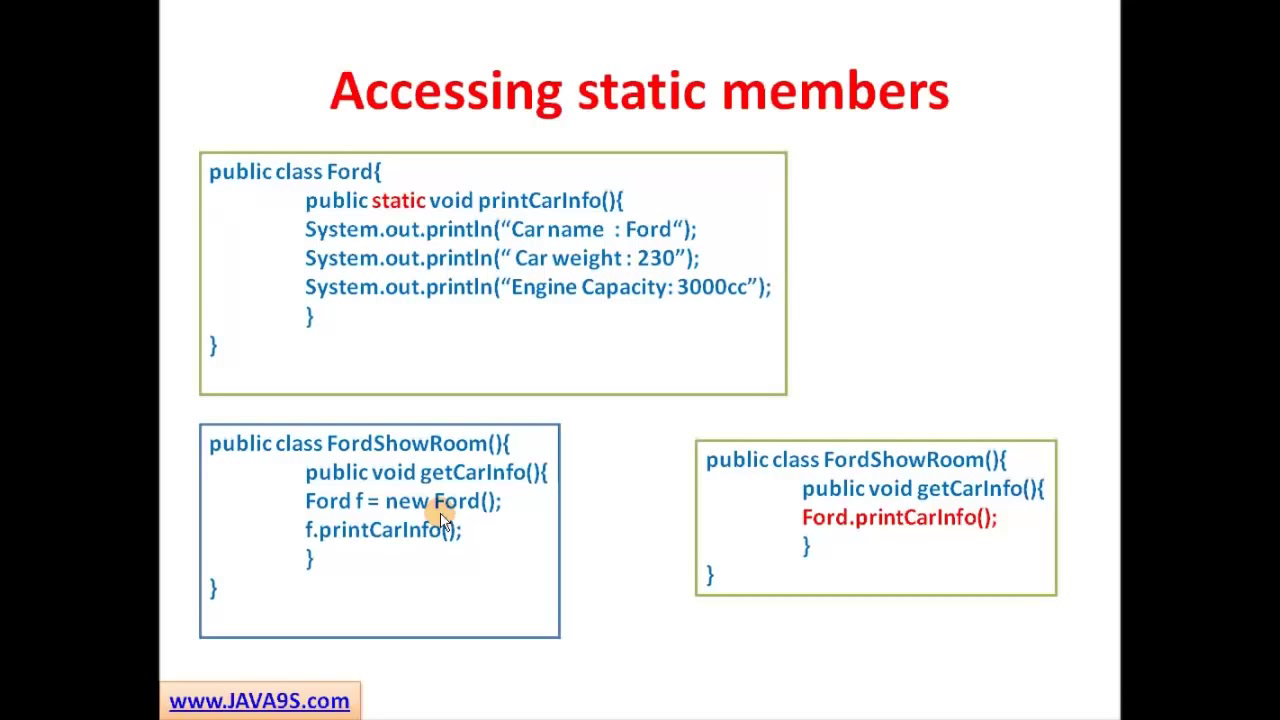 Accessing static members
public class Ford{
public static void printCarInfo(){
System.out.println(“Car name : Ford“);
System.out.println(“ Car weight : 230”);
System.out.println(“Engine Capacity: 3000cc”);
}
}
public class FordShowRoom(){
public void getCarInfo(){
Ford f = new Ford();
f.printCarInfo();
}
}
public class FordShowRoom(){
public void getCarInfo(){
Ford.printCarInfo();
}
}
www.JAVA9S.com